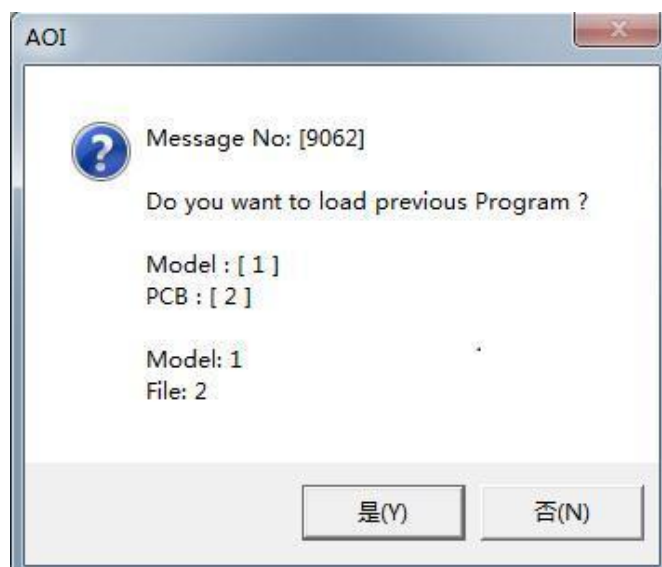 AOI
Message No: [9062]
Do you want to load previous Program ?
Model : [ 1 ]
PCB : [ 2 ]
Model: 1
File: 2
是(Y)
否(N)